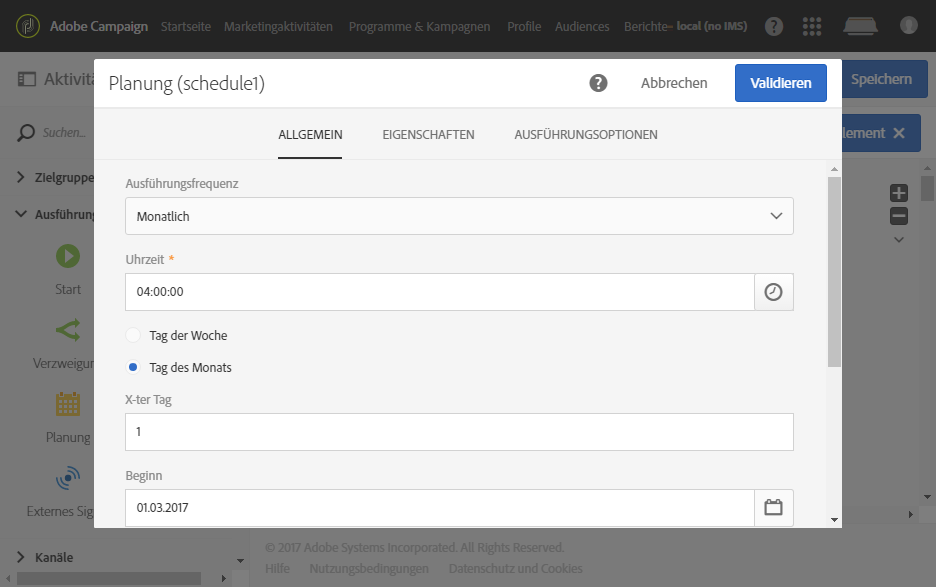 Adobe Campaign Startseite Marketingaktivitäten Programme & Kampagnen Profile Audiences Berichte– local (no IMS) ?
Aktivitä
Speichern
Planung (schedule1) ? Abbrechen Validieren
Suchen...
lement ×
ALLGEMEIN EIGENSCHAFTEN AUSFÜHRUNGSOPTIONEN
Zielgruppe
Ausführung
Start
Verzweigun
Planung
Externes Sig
Kanäle
Ausführungsfrequenz
Monatlich
Uhrzeit *
04:00:00
Tag der Woche
Tag des Monats
X-ter Tag
1
Beginn
01.03.2017
© 2017 Adobe Systems Incorporated. All Rights Reserved.
Hilfe Nutzungsbedingungen Datenschutz und Cookies